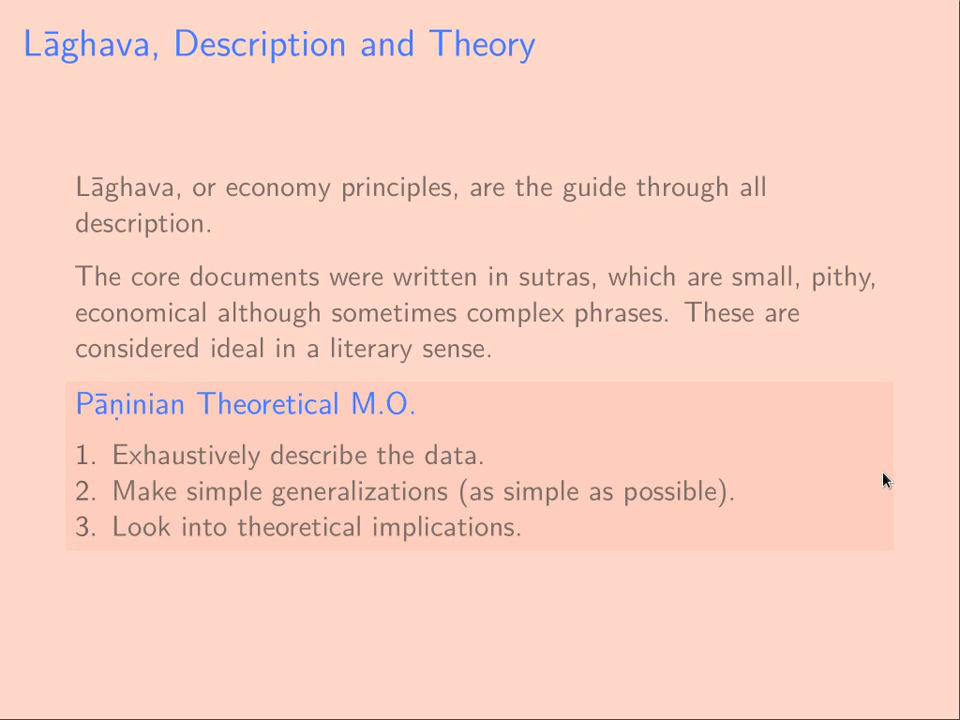 Lāghava, Description and Theory
Lāghava, or economy principles, are the guide through all
description.
The core documents were written in sutras, which are small, pithy,
economical although sometimes complex phrases. These are
considered ideal in a literary sense.
Pāṇinian Theoretical M.O.
1. Exhaustively describe the data.
2. Make simple generalizations (as simple as possible).
3. Look into theoretical implications.